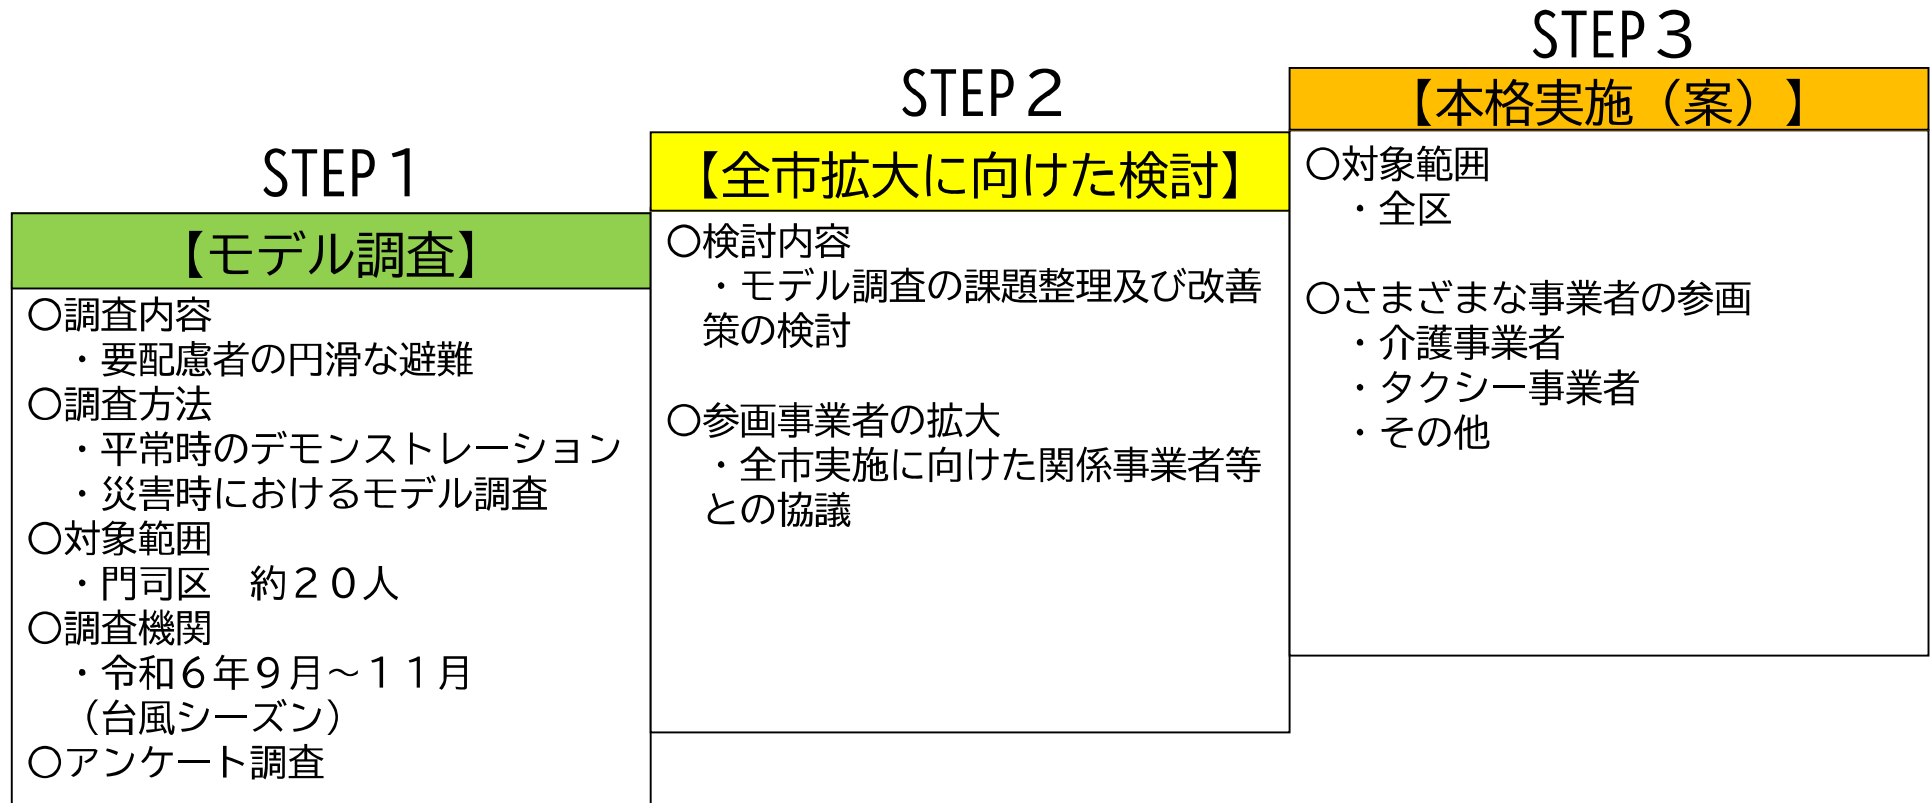 STEP１
【モデル調査】
〇調査内容
・要配慮者の円滑な避難
〇調査方法
・平常時のデモンストレーション
・災害時におけるモデル調査
〇対象範囲
・門司区　約２０人
〇調査機関
・令和６年９月～１１月
（台風シーズン）
〇アンケート調査
STEP２
【全市拡大に向けた検討】
〇検討内容
・モデル調査の課題整理及び改善
策の検討
〇参画事業者の拡大
・全市実施に向けた関係事業者等
との協議
STEP３
【本格実施（案）】
〇対象範囲
・全区
〇さまざまな事業者の参画
・介護事業者
・タクシー事業者
・その他